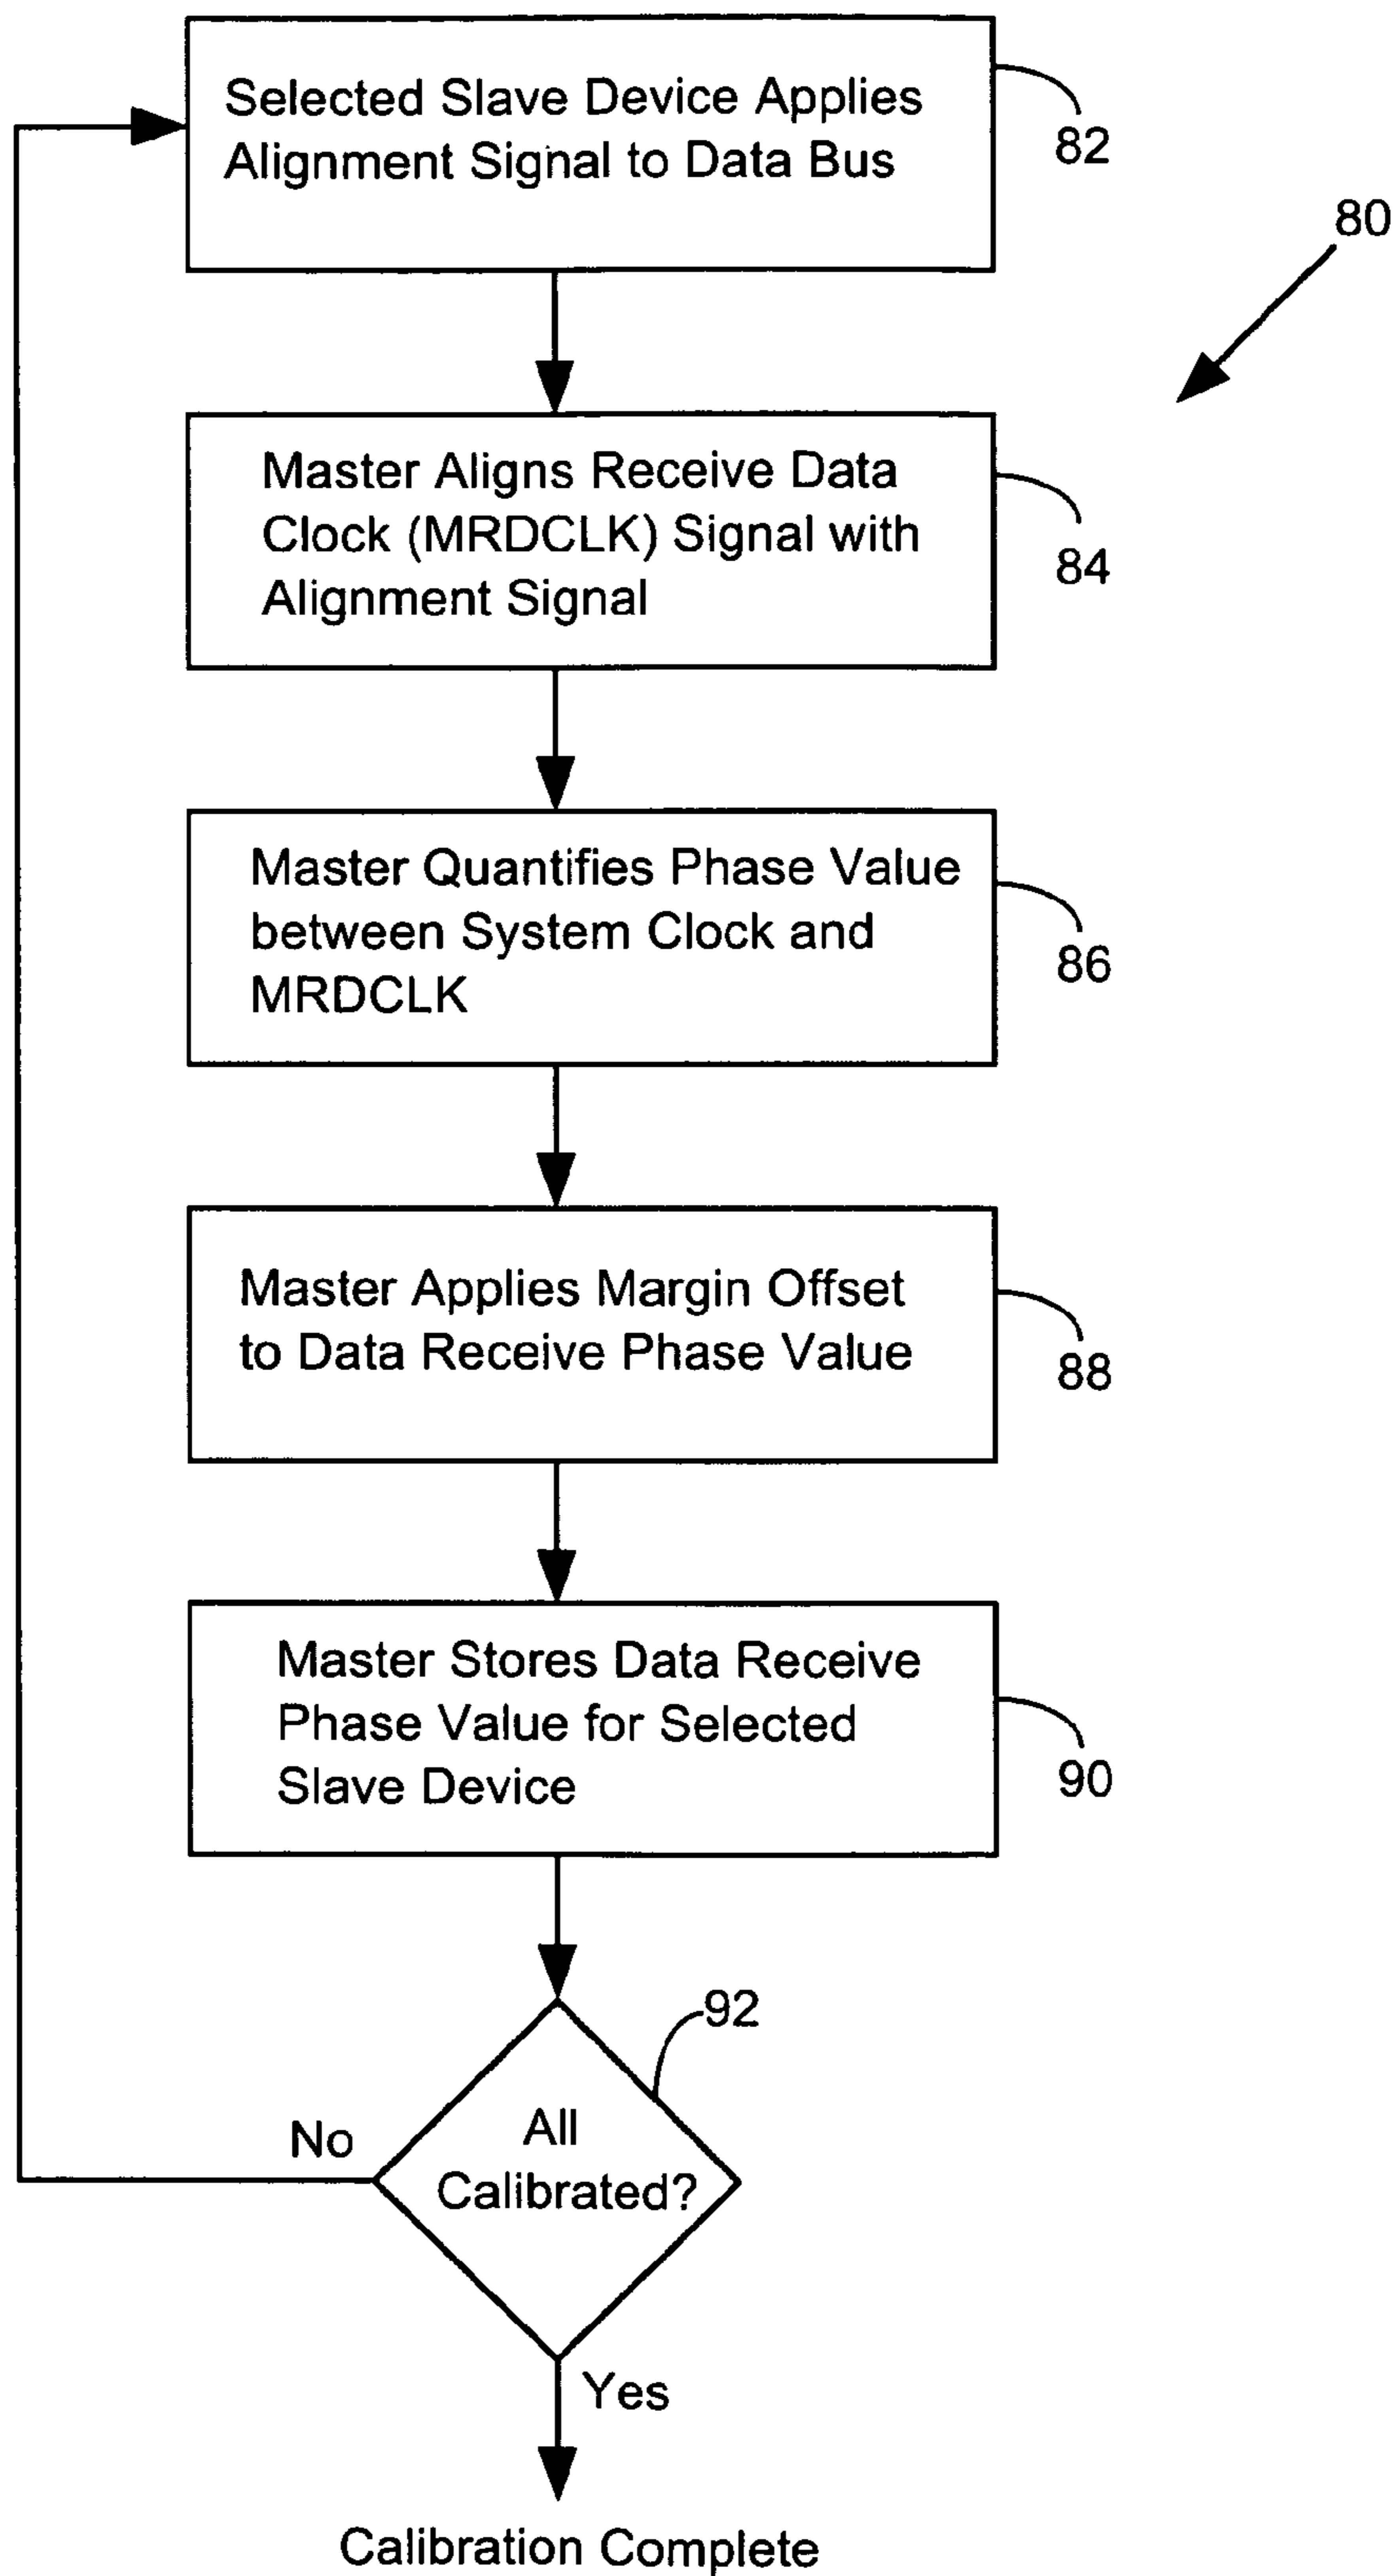 Selected Slave Device Applies
Alignment Signal to Data Bus
82
80
Master Aligns Receive Data
Clock (MRDCLK) Signal with
Alignment Signal
84
Master Quantifies Phase Value
between System Clock and
MRDCLK
86
Master Applies Margin Offset
to Data Receive Phase Value
88
Master Stores Data Receive
Phase Value for Selected
Slave Device
90
92
No
All
Calibrated?
Yes
Calibration Complete